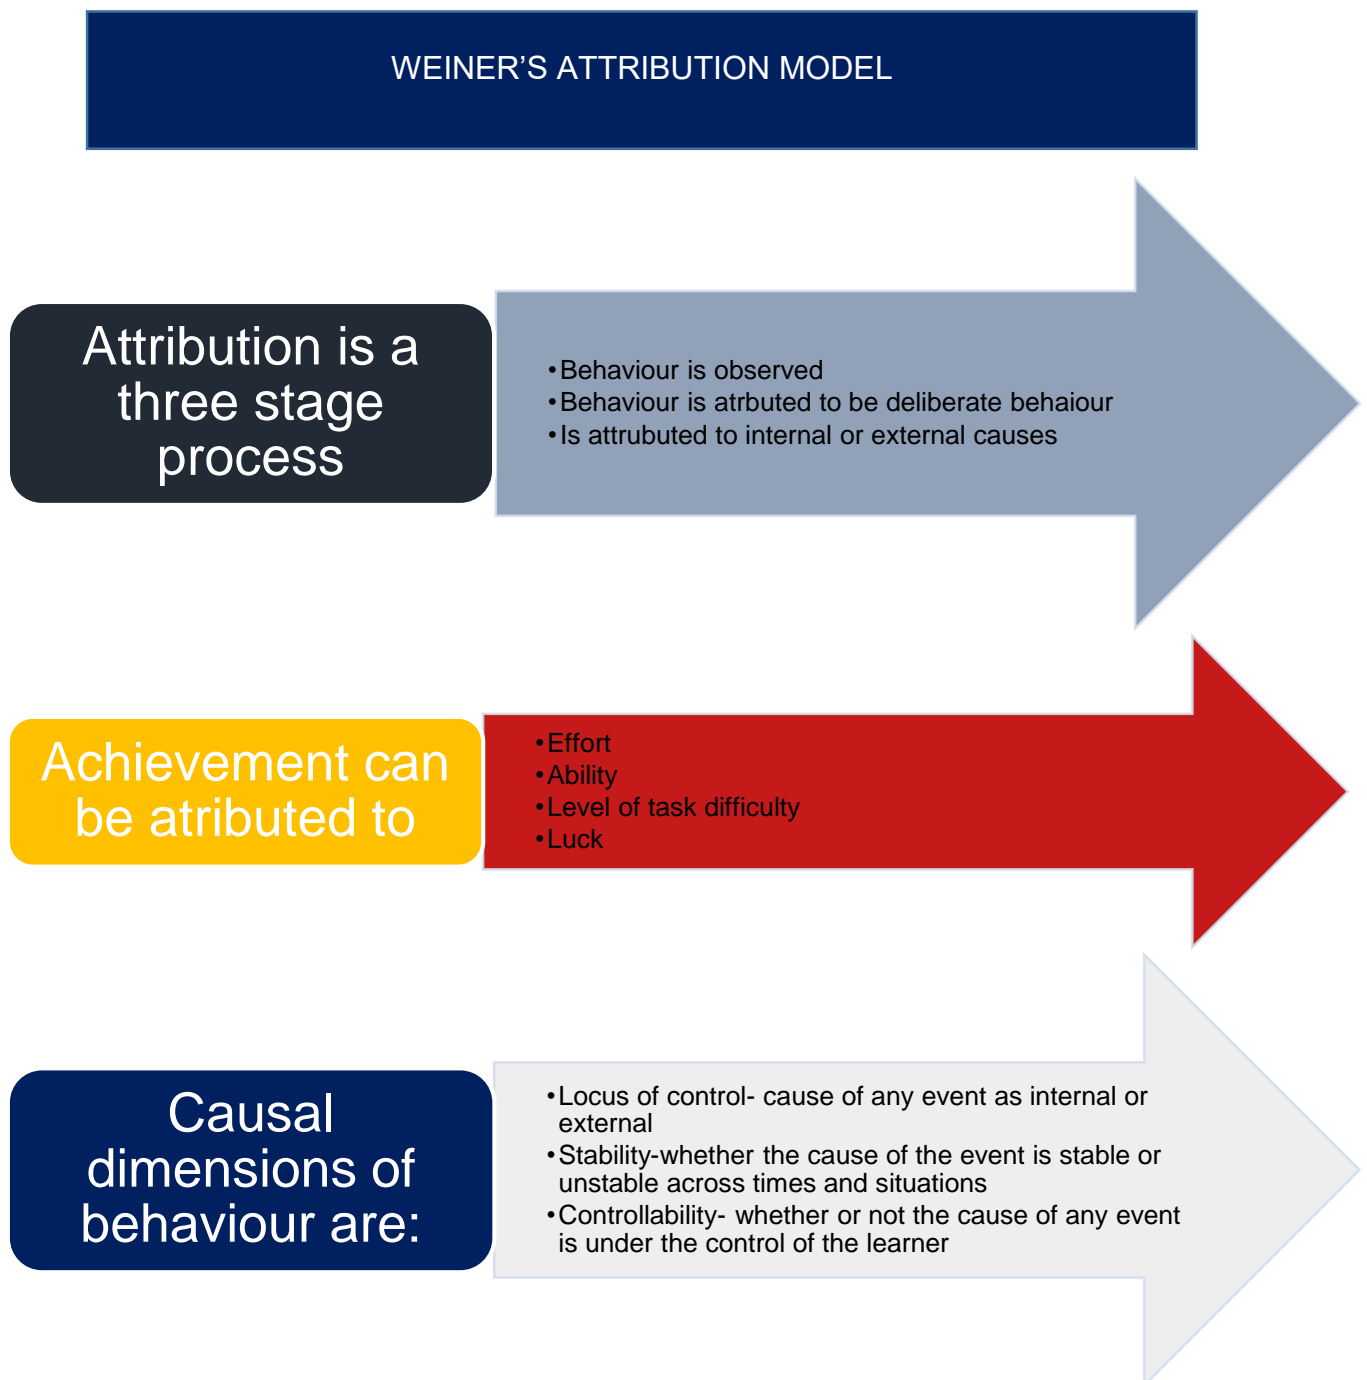 WEINER'S ATTRIBUTION MODEL
Attribution is a
three stage
process
•Behaviour is observed
•Behaviour is atrbuted to be deliberate behaiour
•Is attrubuted to internal or external causes
Achievement can
be atributed to
•Effort
•Ability
•Level of task difficulty
•Luck
Causal
dimensions of
behaviour are:
•Locus of control- cause of any event as internal or
external
•Stability-whether the cause of the event is stable or
unstable across times and situations
•Controllability- whether or not the cause of any event
is under the control of the learner